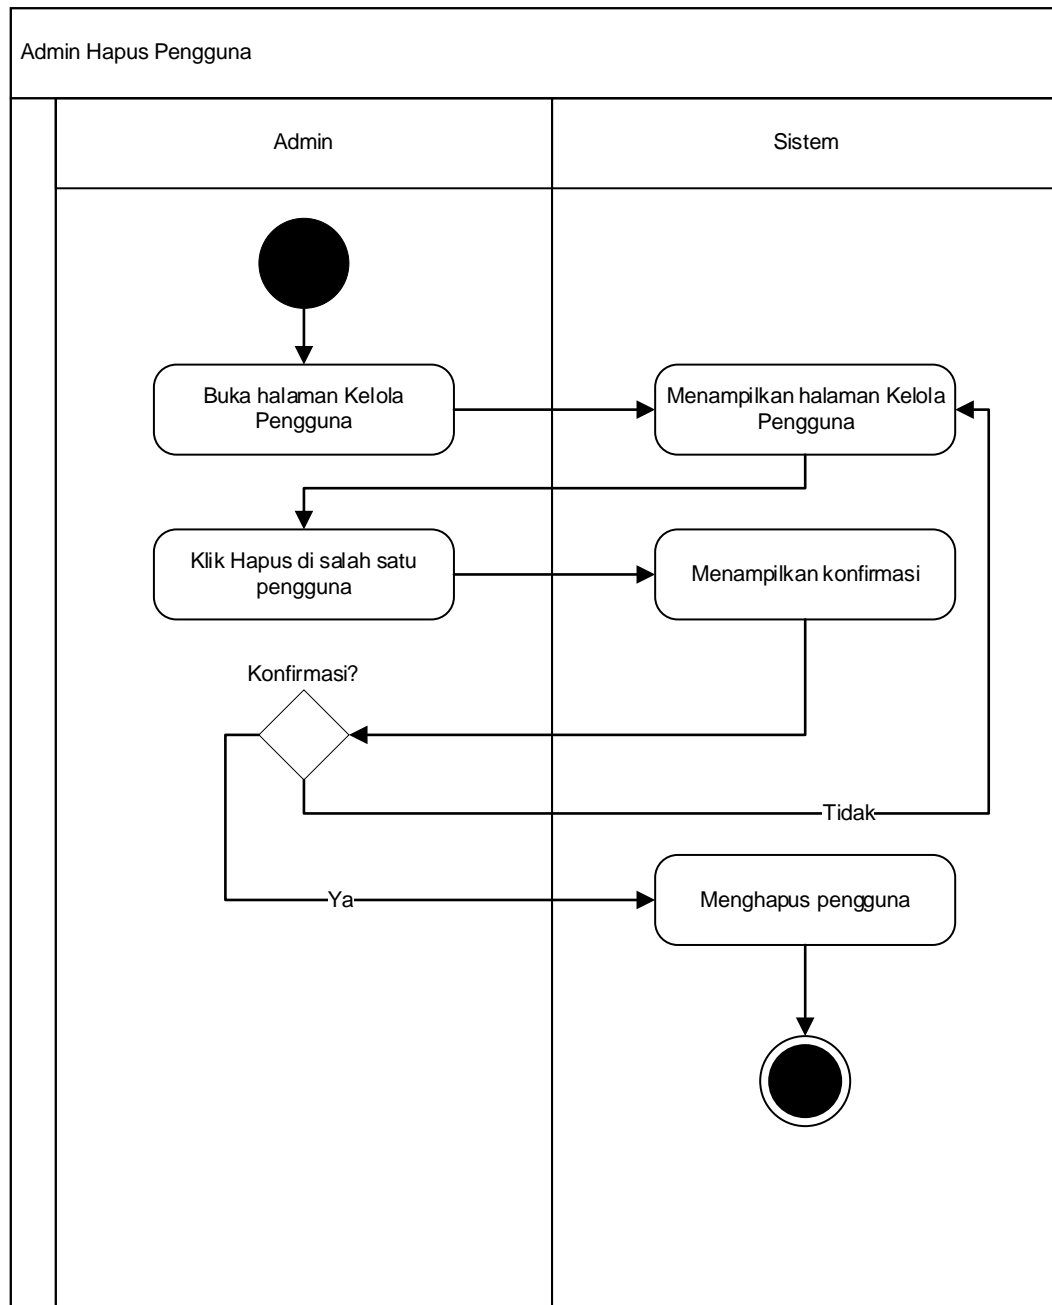 Admin Hapus Pengguna
Admin
Sistem
Buka halaman Kelola
Pengguna
Menampilkan halaman Kelola
Pengguna
Klik Hapus di salah satu
pengguna
Menampilkan konfirmasi
Konfirmasi?
Tidak
Ya
Menghapus pengguna